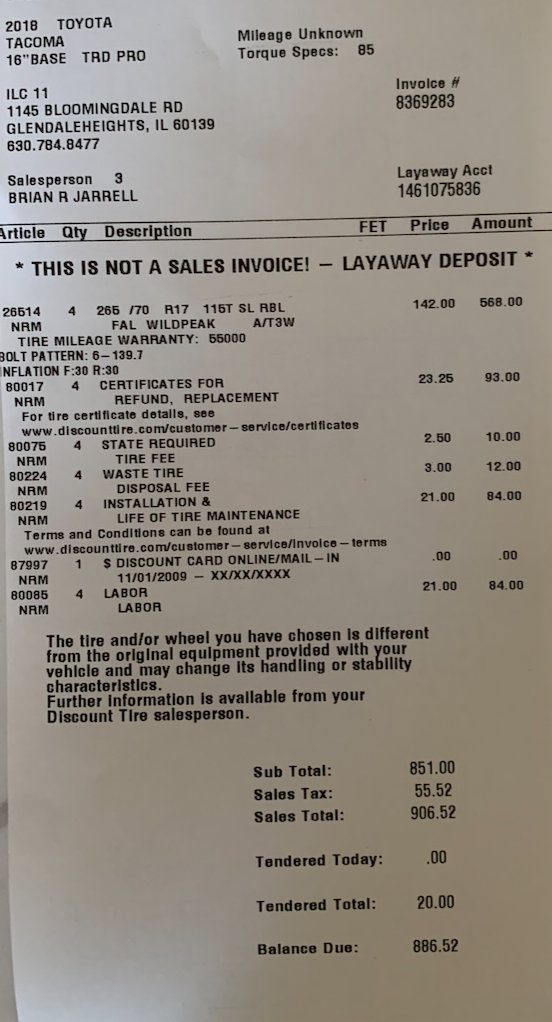 2018 TOYOTA
TACOMA
16"BASE TRD PRO
Mileage Unknown
Torque Specs: 85
ILC 11
1145 BLOOMINGDALE RD
GLENDALEHEIGHTS, IL 60139
630.784.8477
Invoice #
8369283
Salesperson 3
BRIAN R JARRELL
Layaway Acct
1461075836
Article Qty Description FET Price Amount
* THIS IS NOT A SALES INVOICE! – LAYAWAY DEPOSIT *
26514 4 265 /70 R17 115T SL RBL 142.00 568.00
NRM FAL WILDPEAK A/T3W
TIRE MILEAGE WARRANTY: 55000
BOLT PATTERN: 6–139.7
INFLATION F:30 R:30
80017 4 CERTIFICATES FOR 23.25 93.00
NRM REFUND, REPLACEMENT
For tire certificate details, see
www.discounttire.com/customer–service/certificates
80075 4 STATE REQUIRED 2.50 10.00
NRM TIRE FEE
80224 4 WASTE TIRE 3.00 12.00
NRM DISPOSAL FEE
80219 4 INSTALLATION & 21.00 84.00
NRM LIFE OF TIRE MAINTENANCE
Terms and Conditions can be found at
www.discounttire.com/customer–service/invoice–terms
87997 1 $ DISCOUNT CARD ONLINE/MAIL–IN .00 .00
NRM 11/01/2009 – XX/XX/XXXX
80085 4 LABOR 21.00 84.00
NRM LABOR
The tire and/or wheel you have chosen is different
from the original equipment provided with your
vehicle and may change its handling or stability
characteristics.
Further information is available from your
Discount Tire salesperson.
Sub Total: 851.00
Sales Tax: 55.52
Sales Total: 906.52
Tendered Today: .00
Tendered Total: 20.00
Balance Due: 886.52